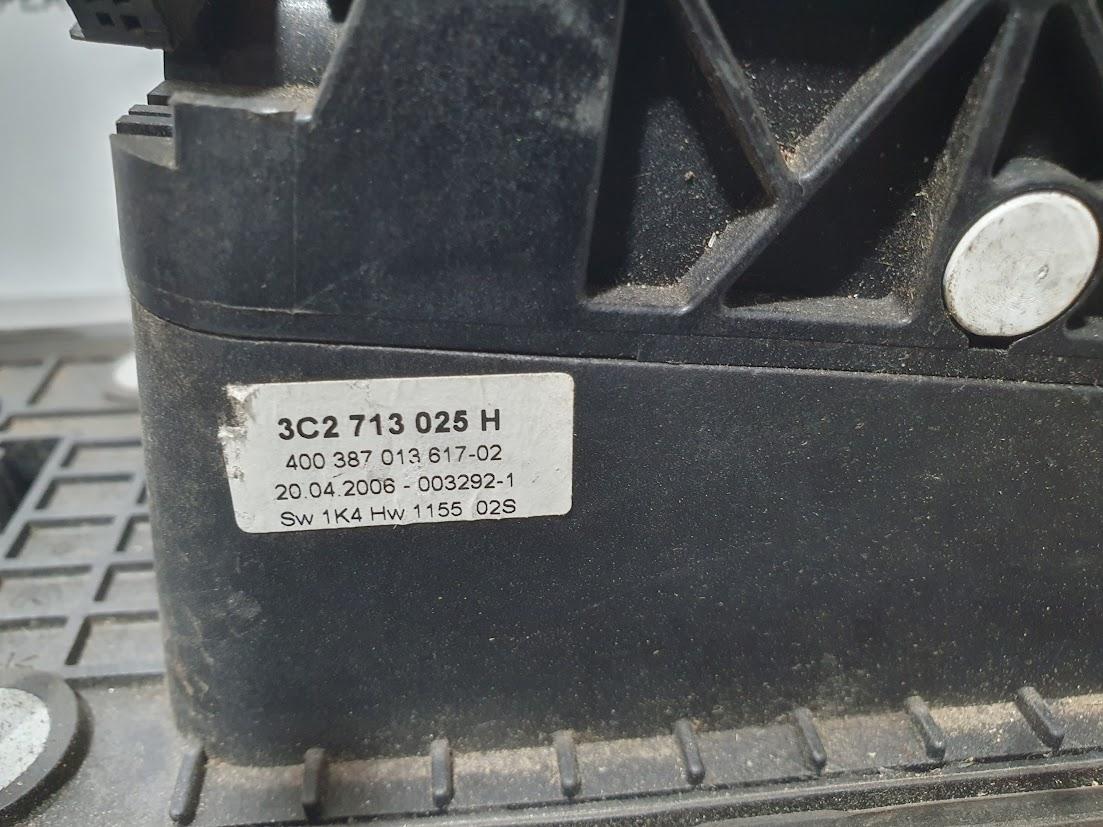 3C2 713 025 H
400 387 013 617-02
20.04.2006 - 003292-1
Sw 1K4 Hw 1155 02S